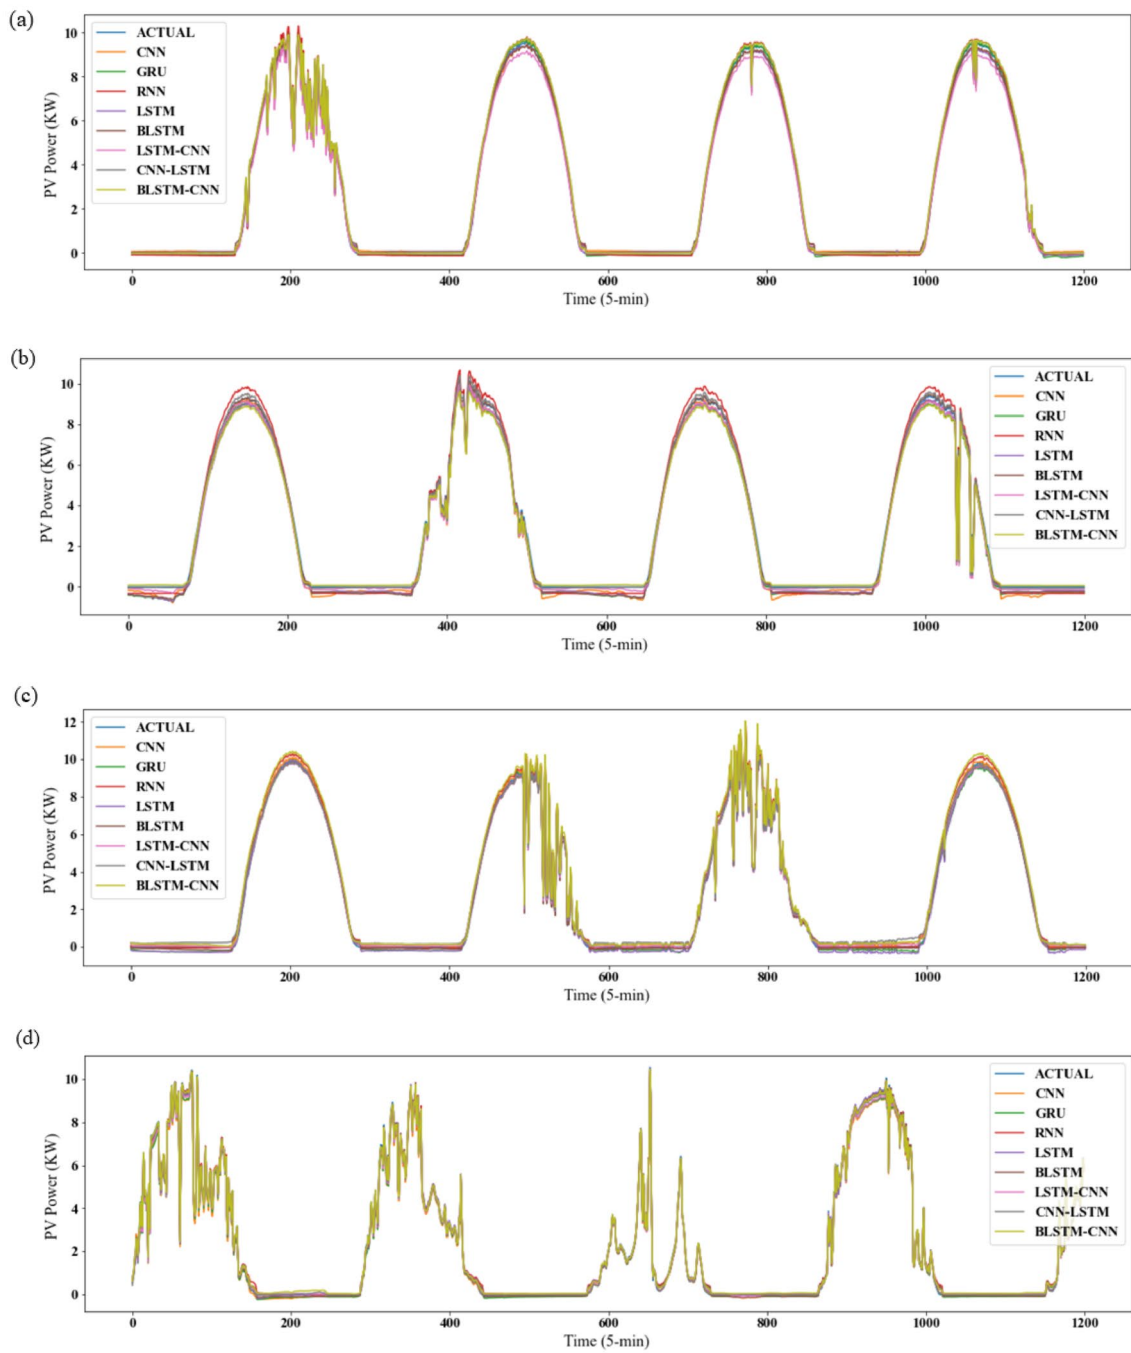 (a)
10
8
6
4
2
0
PV Power (KW)
ACTUAL
CNN
GRU
RNN
LSTM
BLSTM
LSTM-CNN
CNN-LSTM
BLSTM-CNN
0 200 400 600 800 1000 1200
Time (5-min)
(b)
10
8
6
4
2
0
PV Power (KW)
ACTUAL
CNN
GRU
RNN
LSTM
BLSTM
LSTM-CNN
CNN-LSTM
BLSTM-CNN
0 200 400 600 800 1000 1200
Time (5-min)
(c)
12
10
8
6
4
2
0
PV Power (KW)
ACTUAL
CNN
GRU
RNN
LSTM
BLSTM
LSTM-CNN
CNN-LSTM
BLSTM-CNN
0 200 400 600 800 1000 1200
Time (5-min)
(d)
10
8
6
4
2
0
PV Power (KW)
ACTUAL
CNN
GRU
RNN
LSTM
BLSTM
LSTM-CNN
CNN-LSTM
BLSTM-CNN
0 200 400 600 800 1000 1200
Time (5-min)